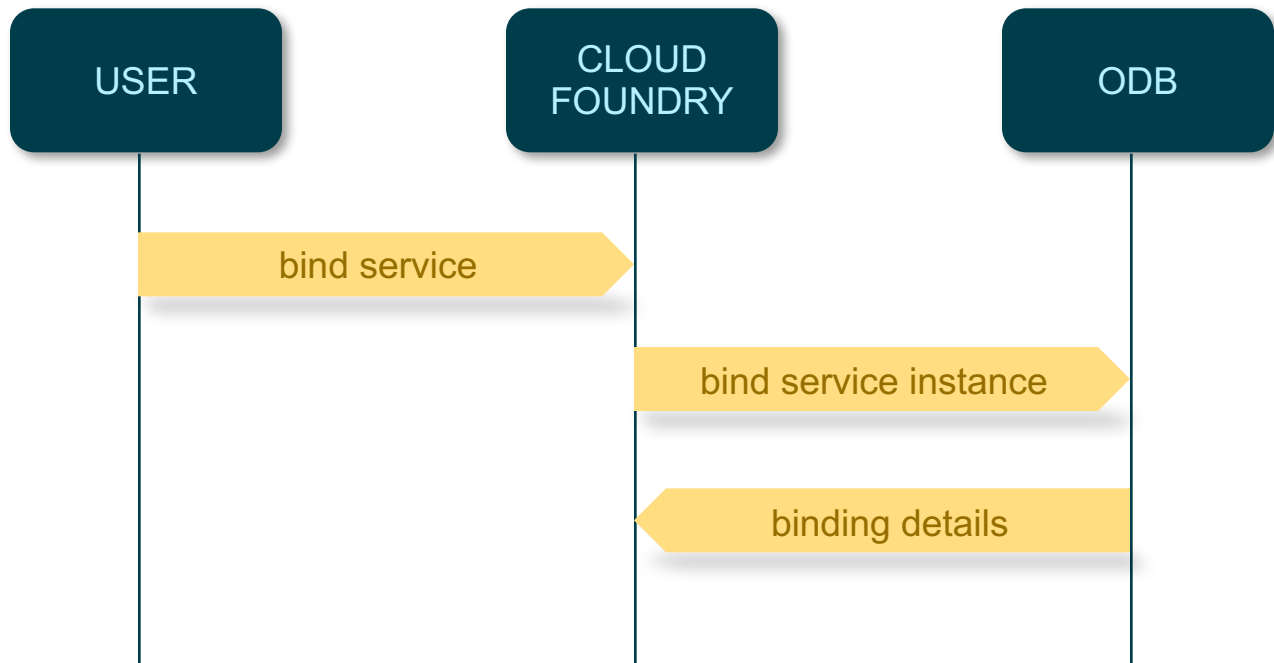 USER
CLOUD
FOUNDRY
ODB
bind service
bind service instance
binding details